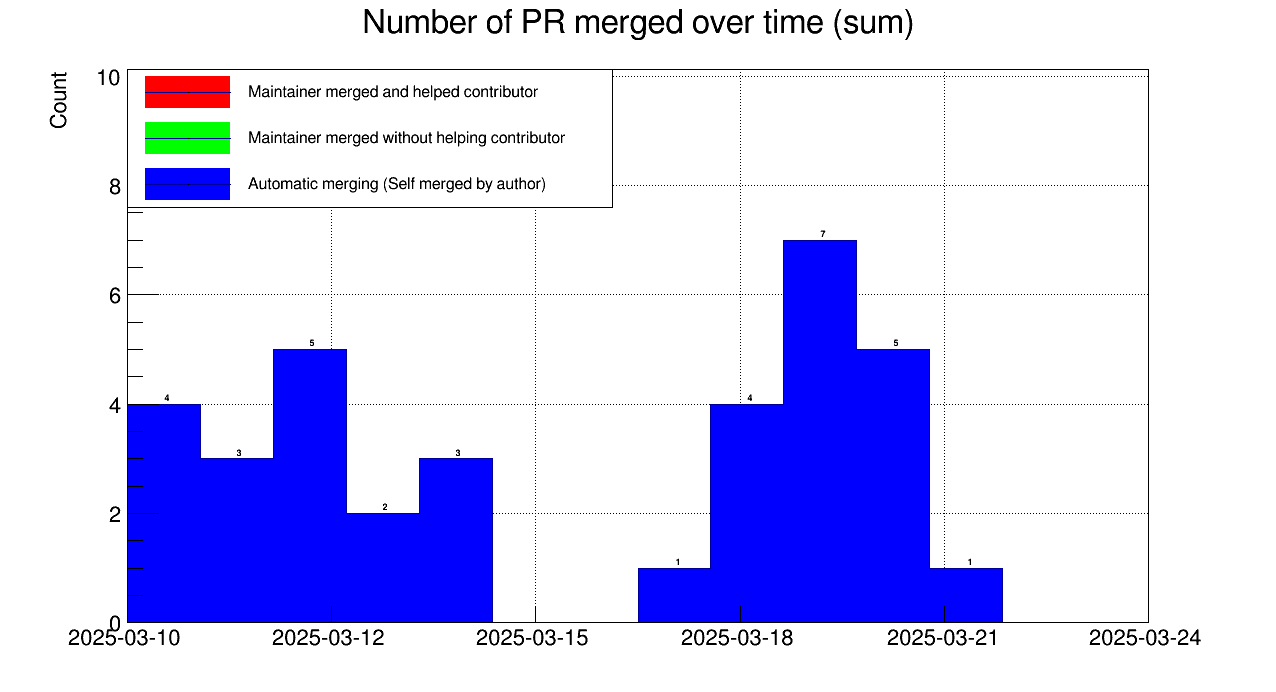 Number of PR merged over time (sum)
Count
Maintainer merged and helped contributor
Maintainer merged without helping contributor
Automatic merging (Self merged by author)
10
8
6
4
2
0
4
3
5
2
3
1
4
7
5
1
2025-03-10 2025-03-12 2025-03-15 2025-03-18 2025-03-21 2025-03-24